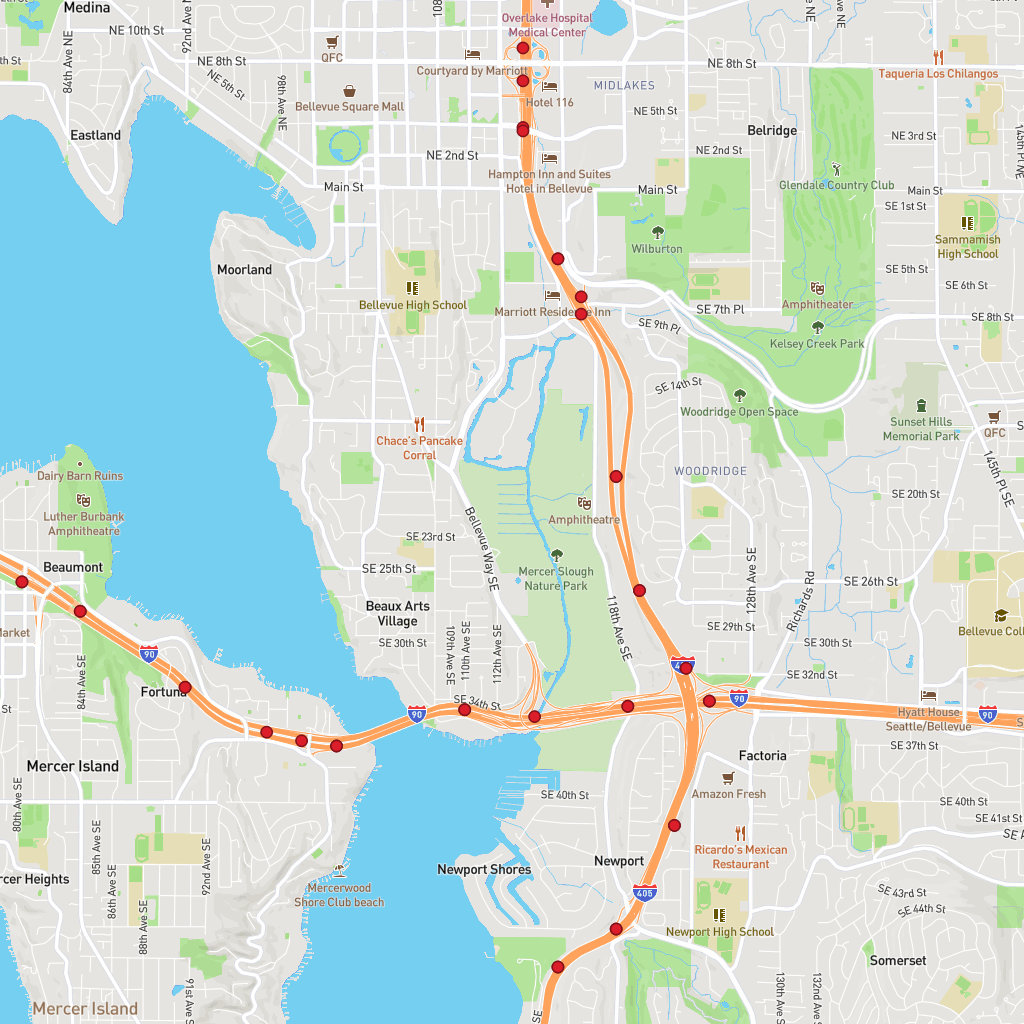 Medina
NE 10th St
92nd Ave N
84th Ave NE
108
Overlake Hospital
Medical Center
NE
NE
Ave NE
QFC
NE 8th St
Courtyard by Marriott
NE 8th St
Taqueria Los Chilangos
NE 5th St
98th Ave NE
Bellevue Square Mall
Hotel 116
MIDLAKES
NE 5th St
Eastland
Belridge
NE 3rd St
145th PL NE
NE 2nd St
NE 2nd St
Hampton Inn and Suites
Hotel in Bellevue
Main St
Main St
Glendale Country Club
Main St
SE 1st St
Wilburton
Sammamish
High School
Moorland
SE 5th St
SE 6th St
Bellevue High School
Marriott Residence Inn
SE 7th Pl
Amphitheater
SE 8th St
SE 9th Pl
Kelsey Creek Park
SE 14th St
Woodridge Open Space
Sunset Hills
Memorial Park
QFC
Chace's Pancake
Corral
Dairy Barn Ruins
WOODRIDGE
145th Pl SE
Luther Burbank
Amphitheatre
SE 20th St
Bellevue Way SE
Amphitheatre
SE 23rd St
Beaumont
SE 25th St
Mercer Slough
Nature Park
128th Ave SE
SE 26th St
Richards Rd
Beaux Arts
Village
118th Ave SE
Market
SE 29th St
Bellevue Coll
SE 30th St
109th Ave SE
110th Ave SE
112th Ave SE
SE 30th St
90
84th Ave SE
SE 32nd St
Fortuna
SE 34th St
90
90
Hyatt House
Seattle/Bellevue
90
SE 37th St
Factoria
Mercer Island
Amazon Fresh
80th Ave SE
SE 40th St
SE 40th St
SE 41st St
85th Ave SE
Ricardo's Mexican
Restaurant
92nd Ave SE
Newport
rcer Heights
Newport Shores
Mercerwood
Shore Club beach
86th Ave SE
88th Ave SE
405
SE 43rd St
SE 44th St
Newport High School
Somerset
91st Ave S
130th Ave SE
132nd Ave SE
Mercer Island
SE